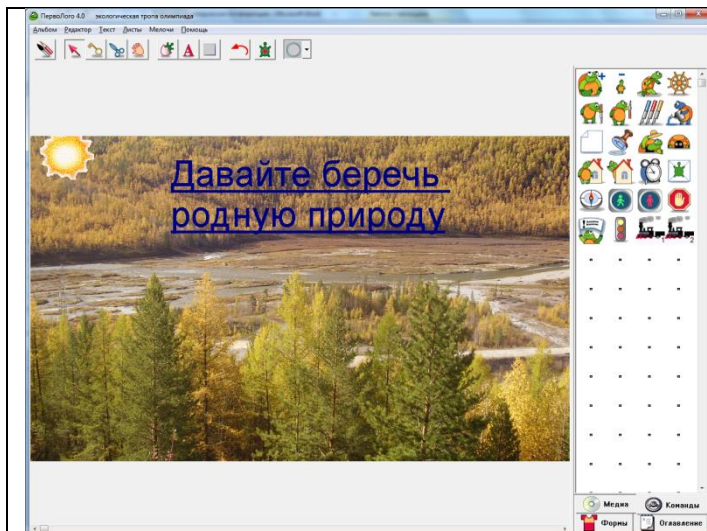 ПервоЛого 4.0 экологическая тропа олимпиада
Альбом Редактор Текст Листы Мелочи Помощь
Давайте беречь
родную природу
Медиа Команды
Формы Оглавление